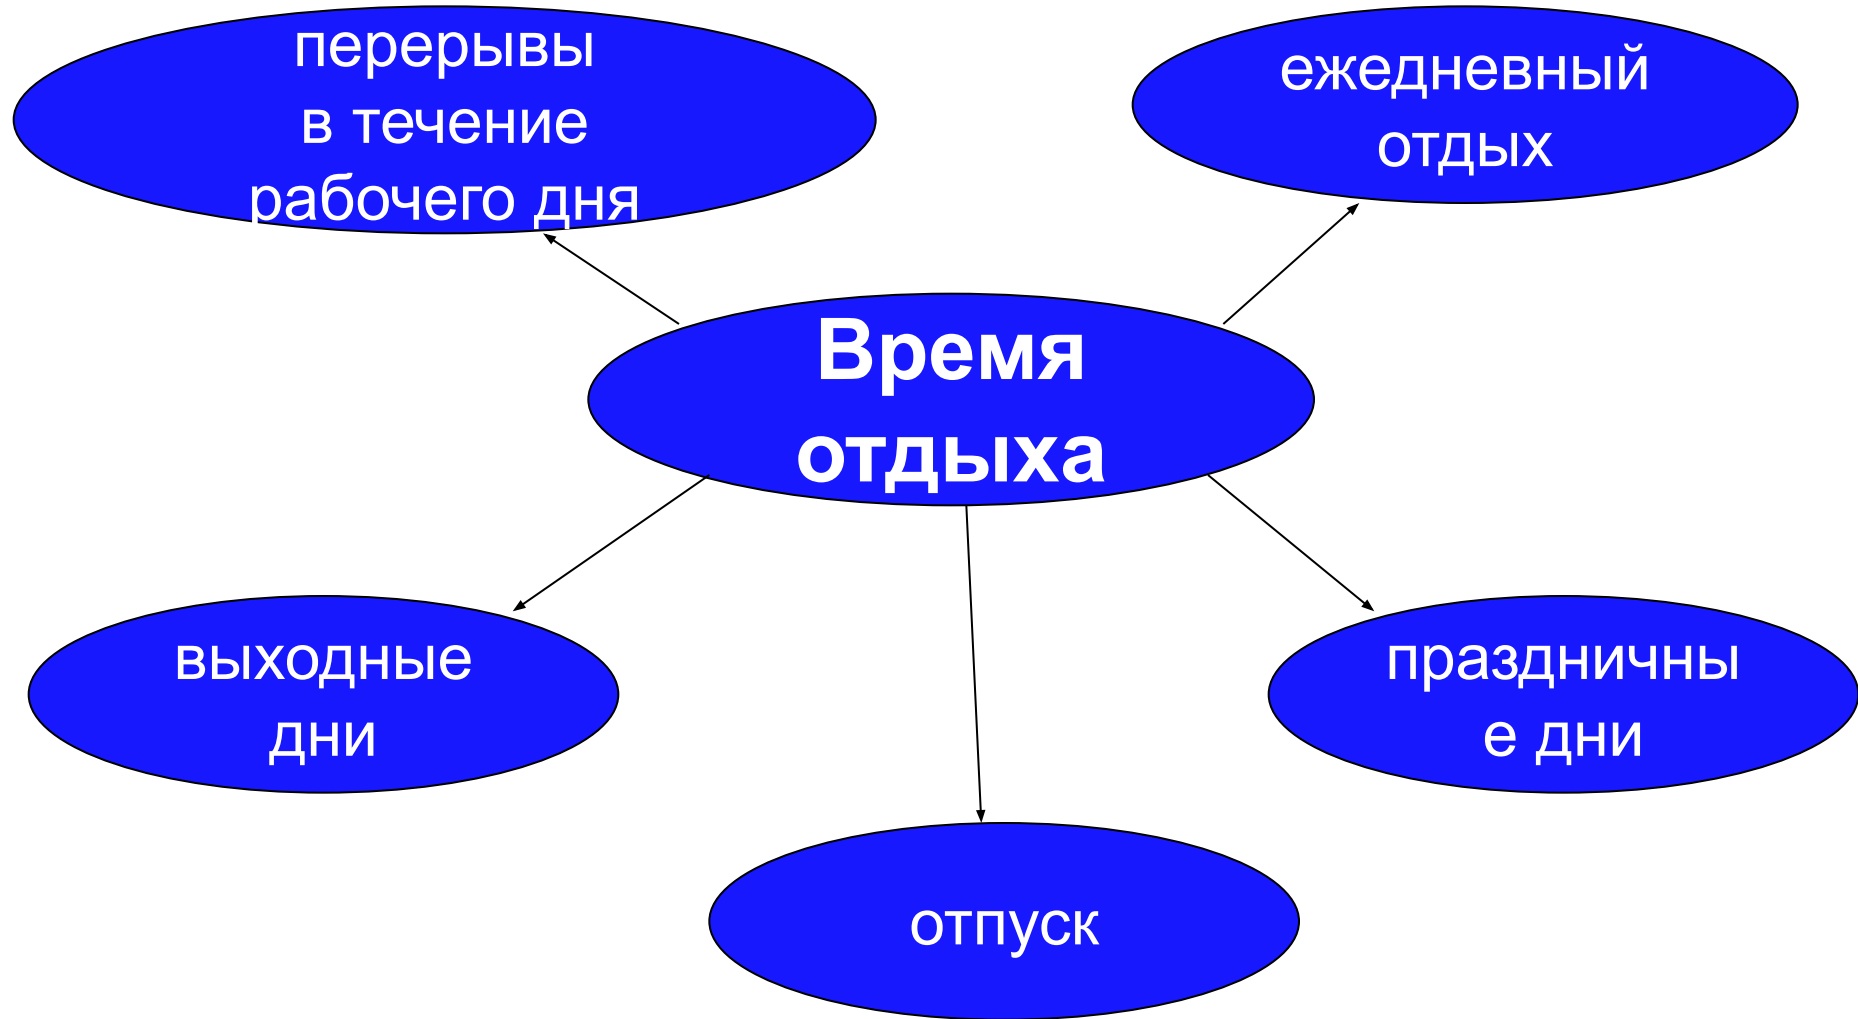 перерывы
в течение
рабочего дня
ежедневный
отдых
Время
отдыха
выходные
дни
праздничны
е дни
отпуск